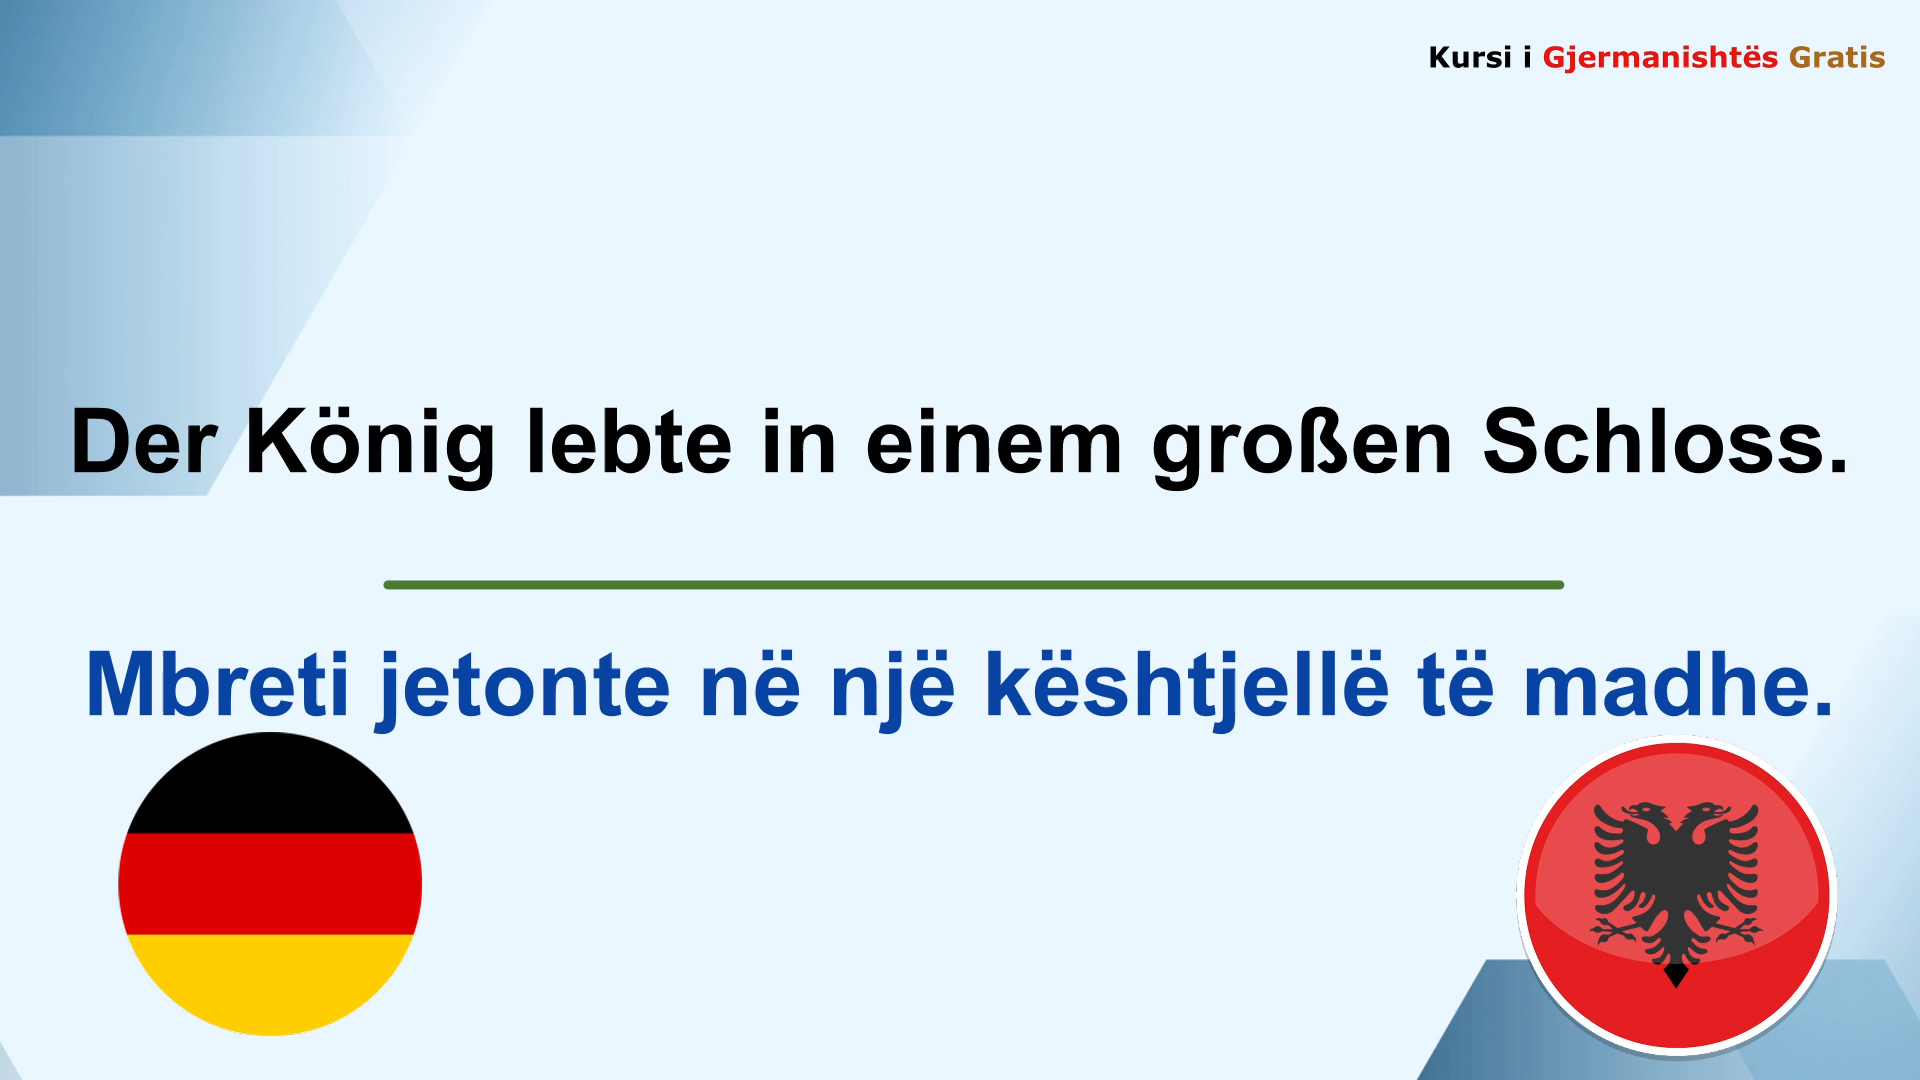 Kursi i Gjermanishtës Gratis
Der König lebte in einem großen Schloss.
Mbreti jetonte në një kështjellë të madhe.